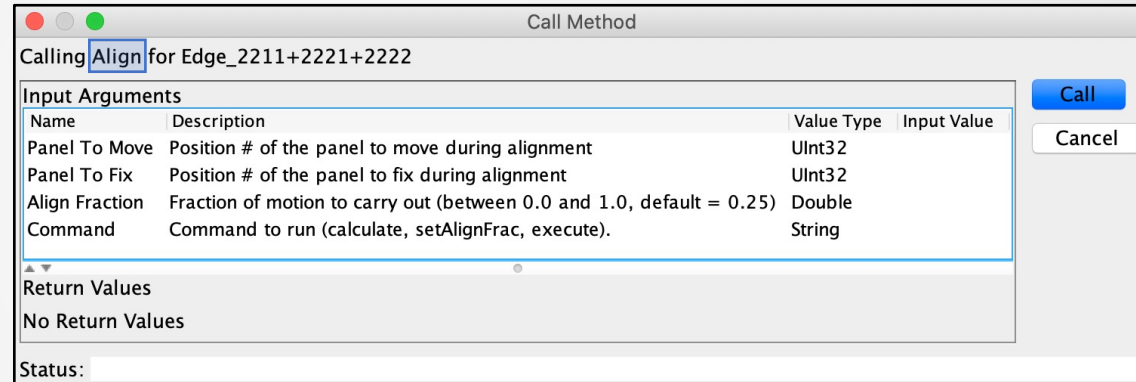 Call Method
Calling Align for Edge_2211+2221+2222
Input Arguments
Name Description Value Type Input Value
Panel To Move Position # of the panel to move during alignment UInt32
Panel To Fix Position # of the panel to fix during alignment UInt32
Align Fraction Fraction of motion to carry out (between 0.0 and 1.0, default = 0.25) Double
Command Command to run (calculate, setAlignFrac, execute). String
Return Values
No Return Values
Status:
Call
Cancel